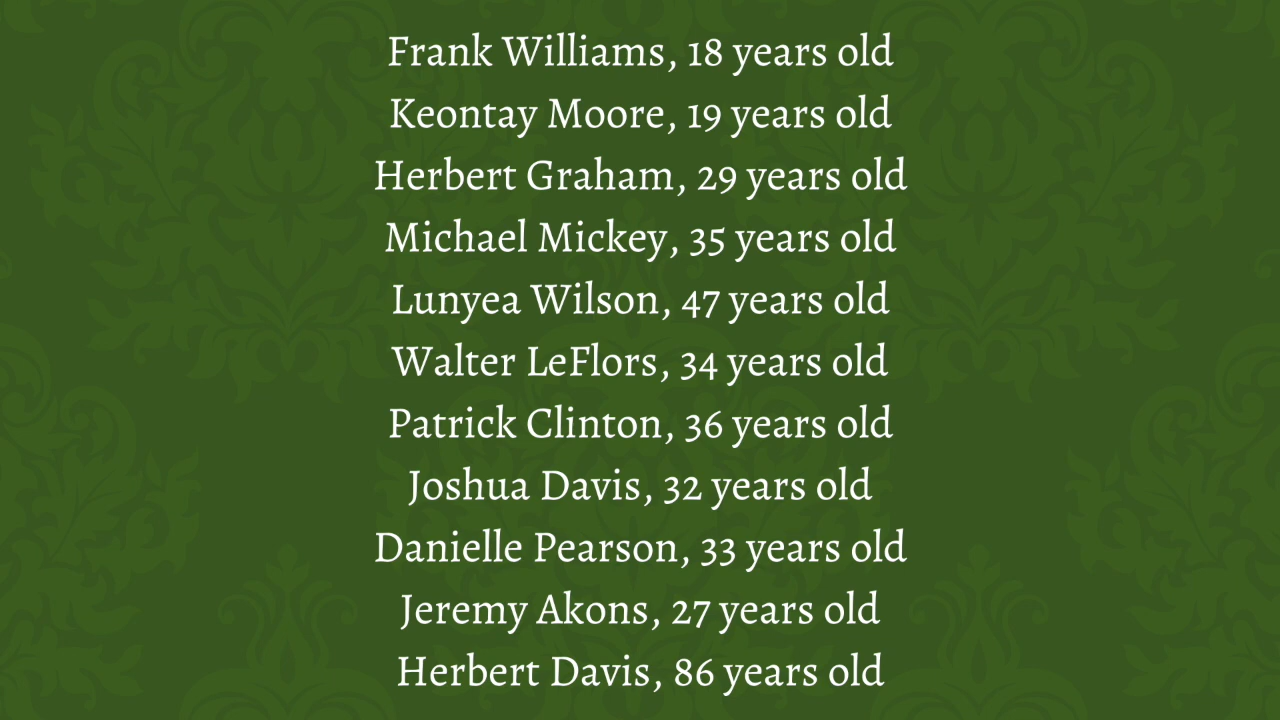 Frank Williams, 18 years old
Keontay Moore, 19 years old
Herbert Graham, 29 years old
Michael Mickey, 35 years old
Lunyea Wilson, 47 years old
Walter LeFlors, 34 years old
Patrick Clinton, 36 years old
Joshua Davis, 32 years old
Danielle Pearson, 33 years old
Jeremy Akons, 27 years old
Herbert Davis, 86 years old